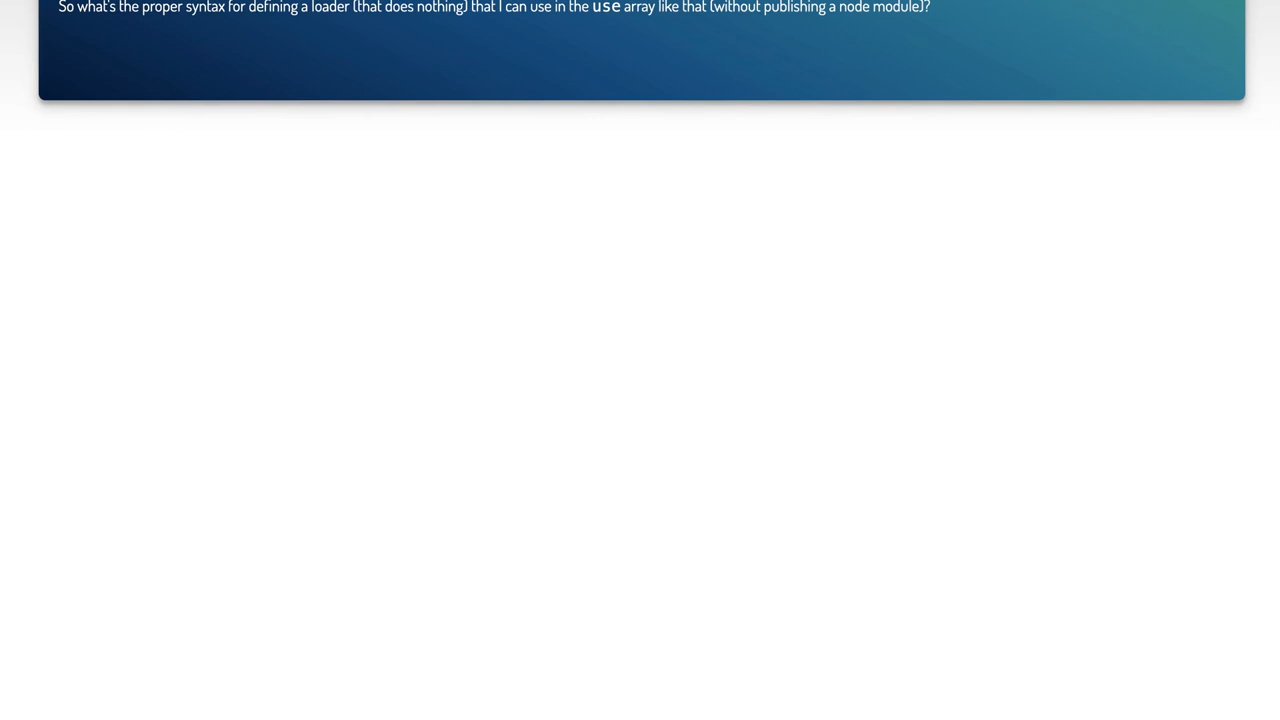 So what's the proper syntax for defining a loader (that does nothing) that I can use in the use array like that (without publishing a node module)?